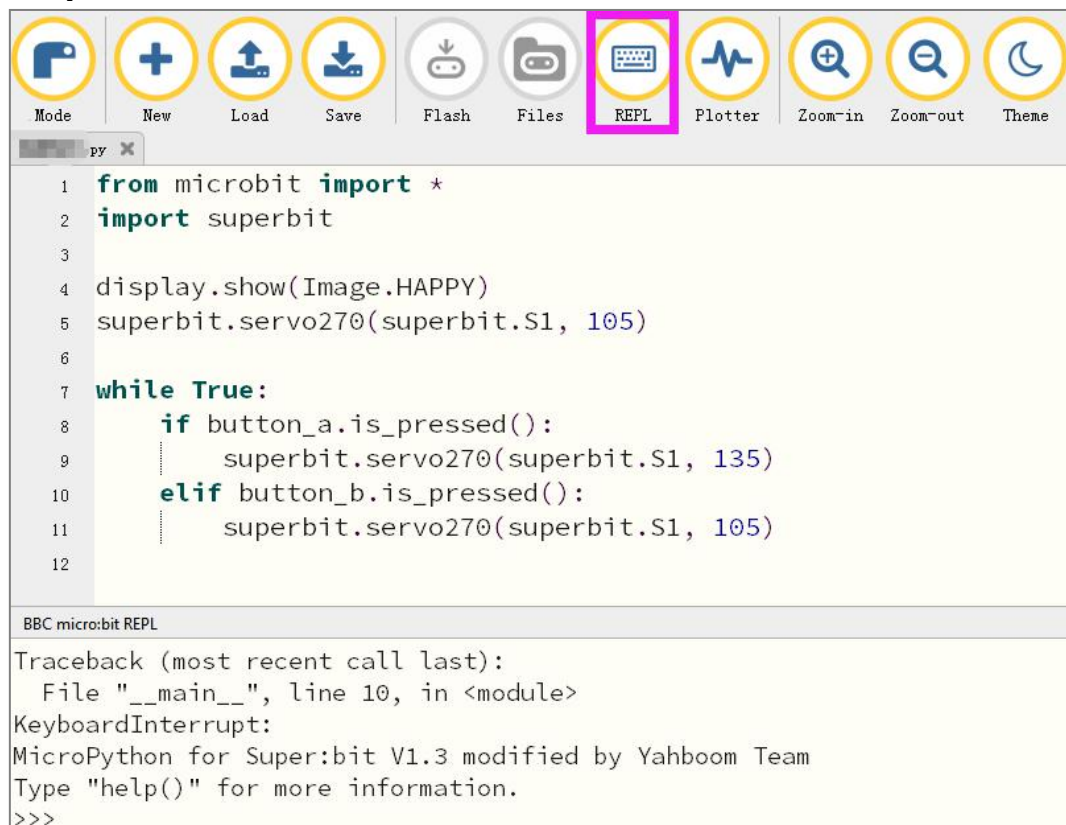 Mode New Load Save Flash Files REPL Plotter Zoom-in Zoom-out Theme
py
1 from microbit import *
2 import superbit
3
4 display.show(Image.HAPPY)
5 superbit.servo270(superbit.S1, 105)
6
7 while True:
8     if button_a.is_pressed():
9         superbit.servo270(superbit.S1, 135)
10     elif button_b.is_pressed():
11         superbit.servo270(superbit.S1, 105)
12
BBC micro:bit REPL
Traceback (most recent call last):
  File "__main__", line 10, in <module>
KeyboardInterrupt:
MicroPython for Super:bit V1.3 modified by Yahboom Team
Type "help()" for more information.
>>>